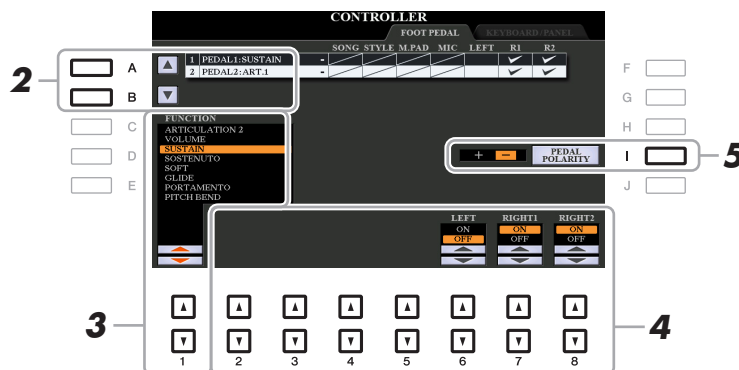 CONTROLLER
FOOT PEDAL KEYBOARD/PANEL
SONG STYLE M.PAD MIC LEFT R1 R2
1 PEDAL1:SUSTAIN -
2 PEDAL2:ART.1 -
2
A
B
C
D
E
F
G
H
I
J
FUNCTION
ARTICULATION 2
VOLUME
SUSTAIN
SOSTENUTO
SOFT
GLIDE
PORTAMENTO
PITCH BEND
+ - PEDAL POLARITY
5
LEFT RIGHT1 RIGHT2
ON ON ON
OFF OFF OFF
3
4
1 2 3 4 5 6 7 8